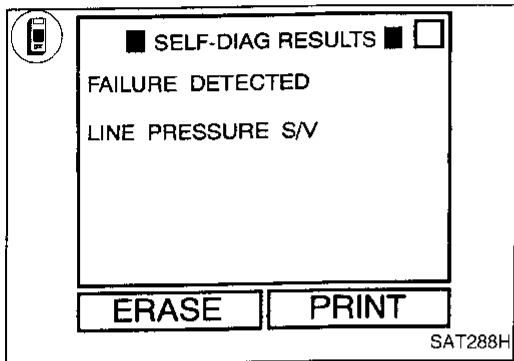 SELF-DIAG RESULTS
FAILURE DETECTED
LINE PRESSURE S/V
ERASE PRINT
SAT288H